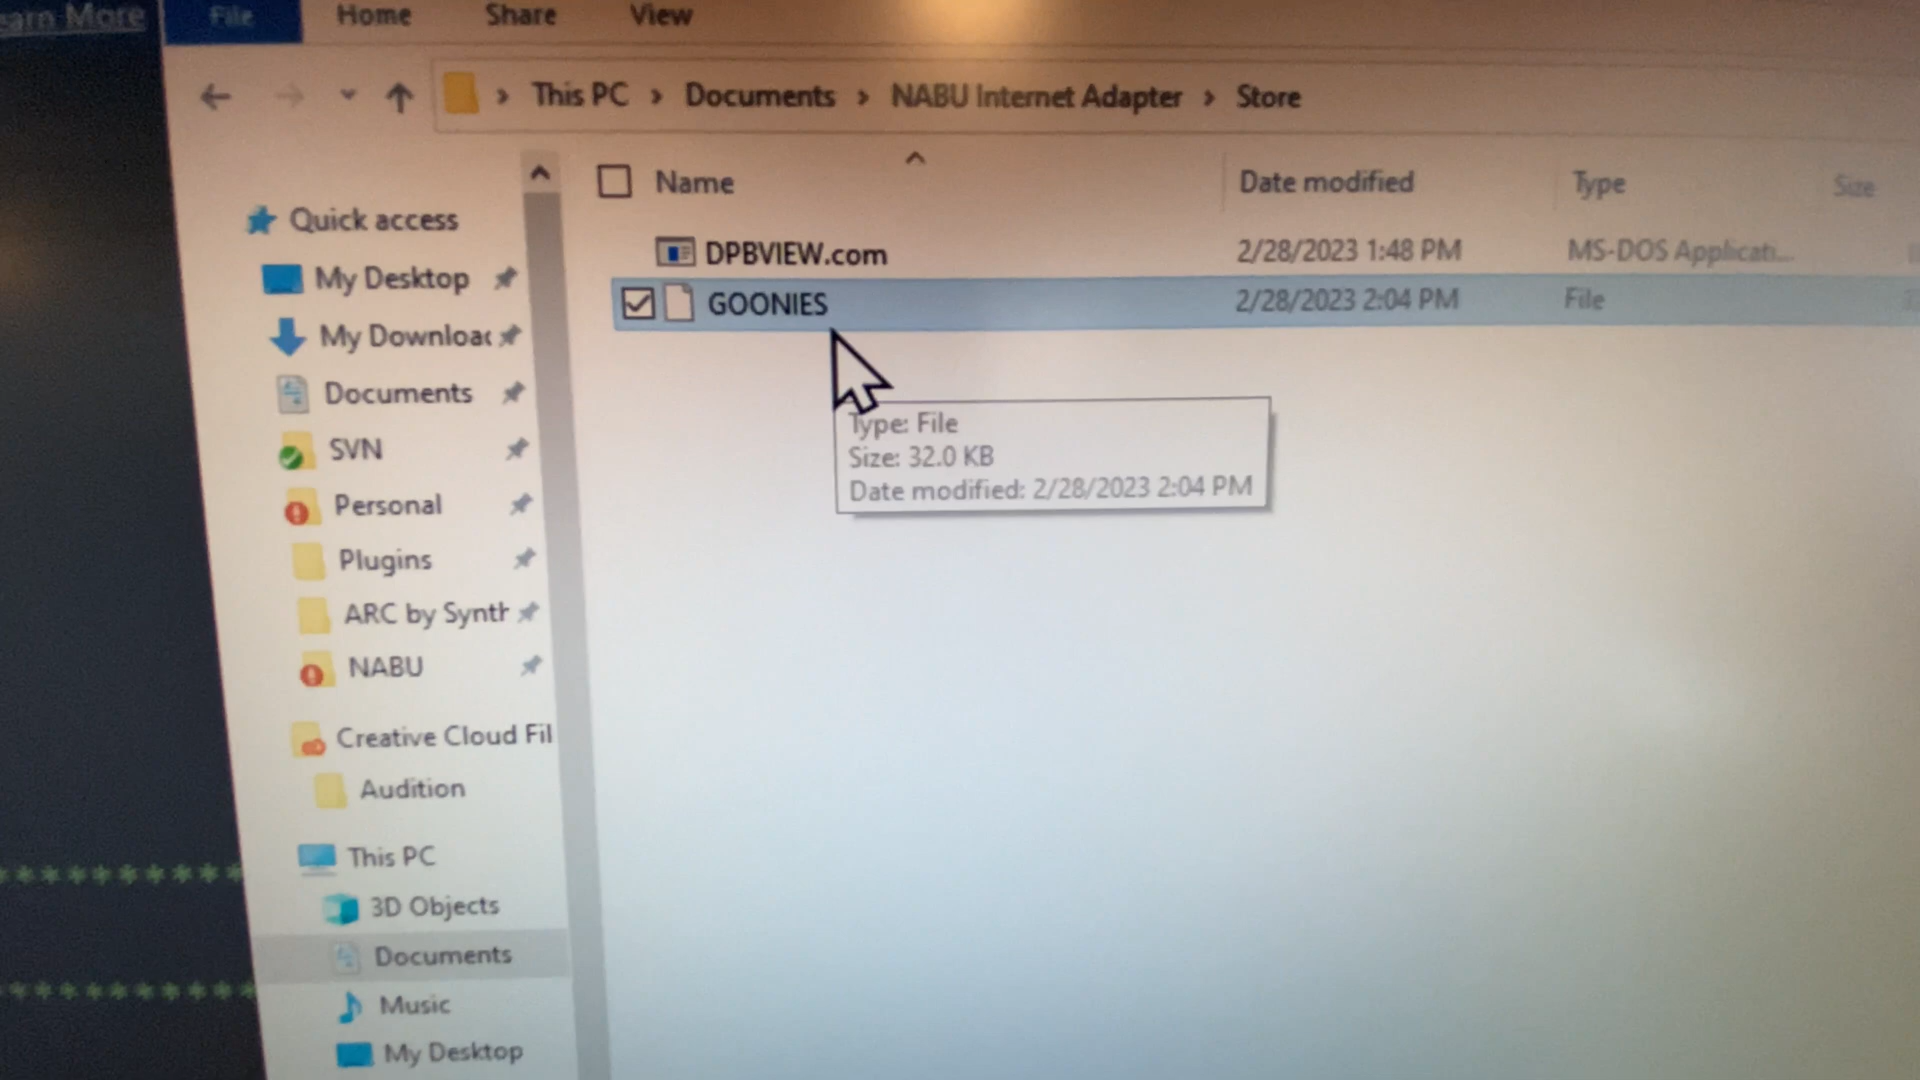 earn More
File Home Share View
This PC > Documents > NABU Internet Adapter > Store
Name Date modified Type Size
Quick access
My Desktop
My Downloac
Documents
SVN
Personal
Plugins
ARC by Synth
NABU
Creative Cloud Fil
Audition
This PC
3D Objects
Documents
Music
My Desktop
DPBVIEW.com 2/28/2023 1:48 PM MS-DOS Applicati...
GOONIES 2/28/2023 2:04 PM File
Type: File
Size: 32.0 KB
Date modified: 2/28/2023 2:04 PM
************
************